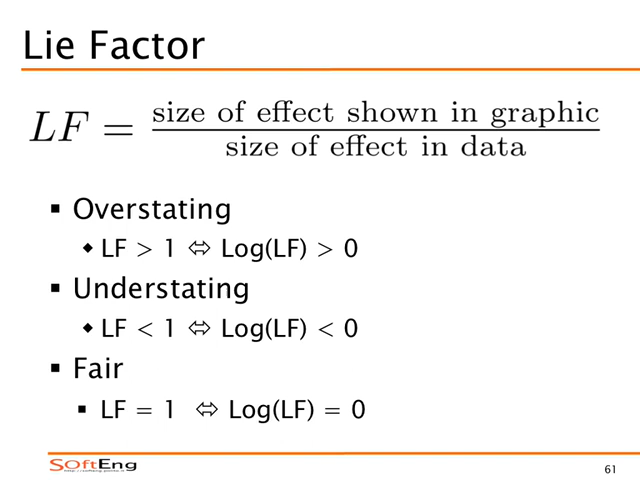 Lie Factor
LF = size of effect shown in graphic
size of effect in data
▪ Overstating
◆ LF > 1 ⇔ Log(LF) > 0
▪ Understating
◆ LF < 1 ⇔ Log(LF) < 0
▪ Fair
▪ LF = 1 ⇔ Log(LF) = 0
SOftEng
61